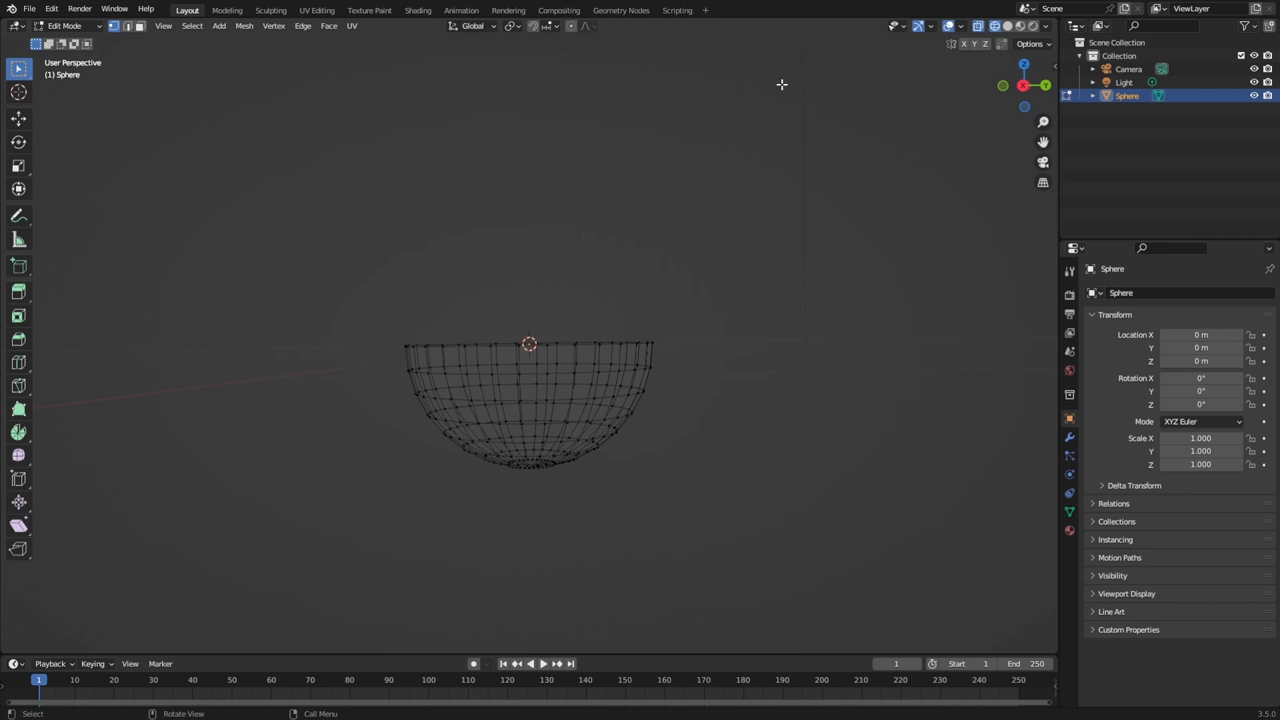 File Edit Render Window Help Layout Modeling Sculpting UV Editing Texture Paint Shading Animation Rendering Compositing Geometry Nodes Scripting + Scene ViewLayer
Edit Mode View Select Add Mesh Vertex Edge Face UV Global
X Y Z Options
User Perspective
(1) Sphere
Z
X
Y
Scene Collection
Collection
Camera
Light
Sphere
Sphere
Sphere
Transform
Location X 0 m
Y 0 m
Z 0 m
Rotation X 0°
Y 0°
Z 0°
Mode XYZ Euler
Scale X 1.000
Y 1.000
Z 1.000
Delta Transform
Relations
Collections
Instancing
Motion Paths
Visibility
Viewport Display
Line Art
Custom Properties
Playback Keying View Marker 1 Start 1 End 250
1 10 20 30 40 50 60 70 80 90 100 110 120 130 140 150 160 170 180 190 200 210 220 230 240 250
Select Rotate View Call Menu 3.5.0